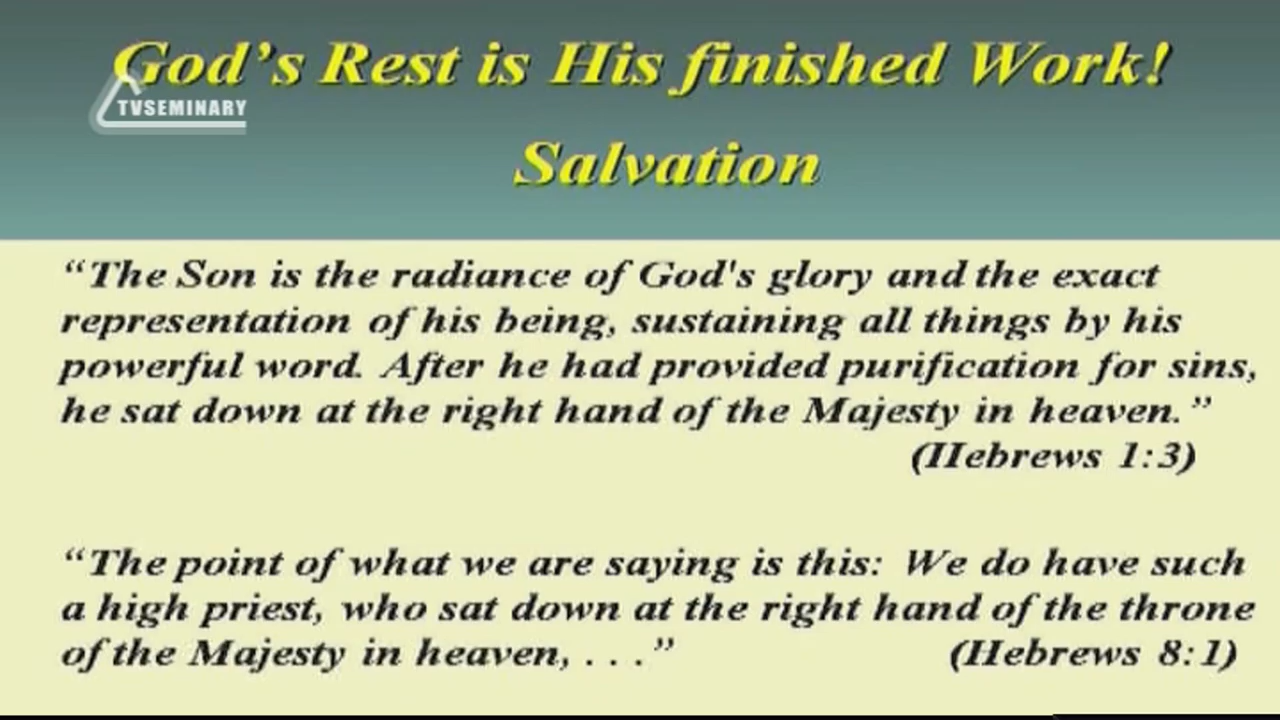 God’s Rest is His finished Work!
TVSEMINARY
Salvation
“The Son is the radiance of God's glory and the exact
representation of his being, sustaining all things by his
powerful word. After he had provided purification for sins,
he sat down at the right hand of the Majesty in heaven.”
(Hebrews 1:3)
“The point of what we are saying is this: We do have such
a high priest, who sat down at the right hand of the throne
of the Majesty in heaven, . . .” (Hebrews 8:1)